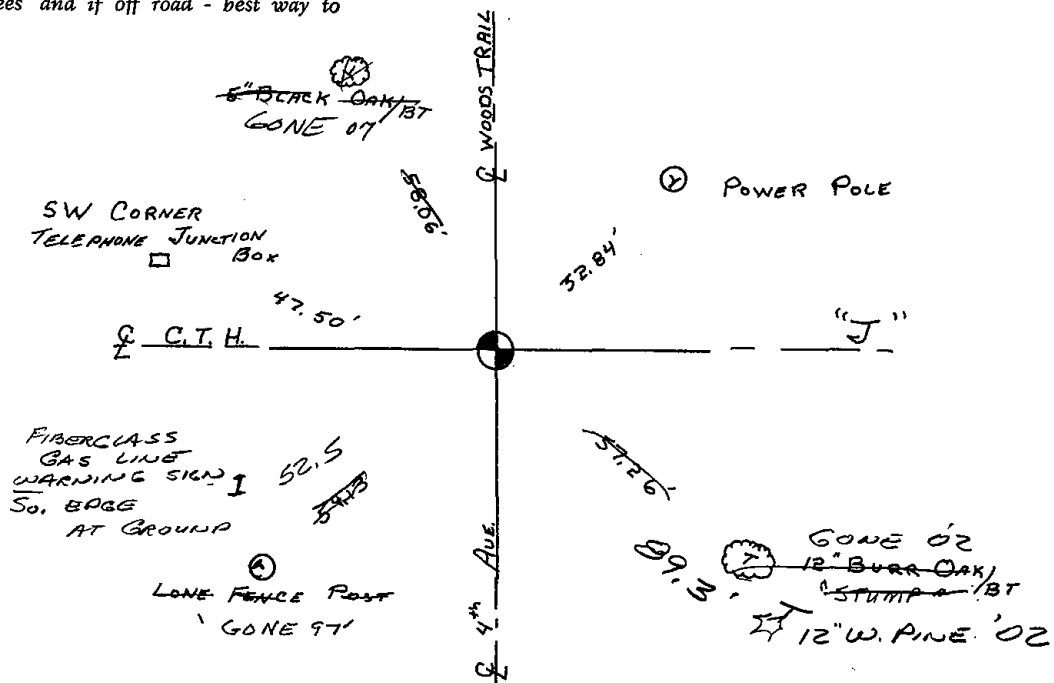 ees and if off road - best way to
WOODS TRAIL
5" BLACK OAK/BT
GONE 07
58.06'
POWER POLE
SW CORNER
TELEPHONE JUNCTION
BOX
32.84'
47.50'
℄ C.T.H.
"J"
FIBERGLASS
GAS LINE
WARNING SIGN
So. EDGE
AT GROUND
52.5
57.26'
LONE FENCE POST
GONE 97'
℄ 4th AVE.
89.3'
GONE '02
12" BURR OAK/BT
"STUMP"
12" W. PINE '02